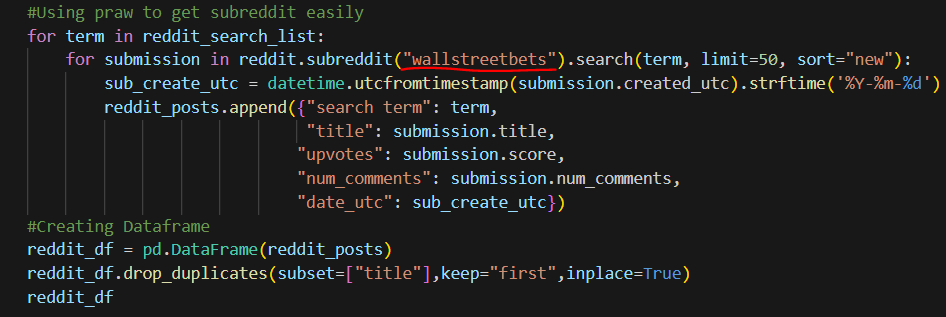 #Using praw to get subreddit easily
for term in reddit_search_list:
    for submission in reddit.subreddit("wallstreetbets").search(term, limit=50, sort="new"):
        sub_create_utc = datetime.utcfromtimestamp(submission.created_utc).strftime('%Y-%m-%d')
        reddit_posts.append({"search term": term,
                             "title": submission.title,
                            "upvotes": submission.score,
                            "num_comments": submission.num_comments,
                            "date_utc": sub_create_utc})
#Creating Dataframe
reddit_df = pd.DataFrame(reddit_posts)
reddit_df.drop_duplicates(subset=["title"],keep="first",inplace=True)
reddit_df